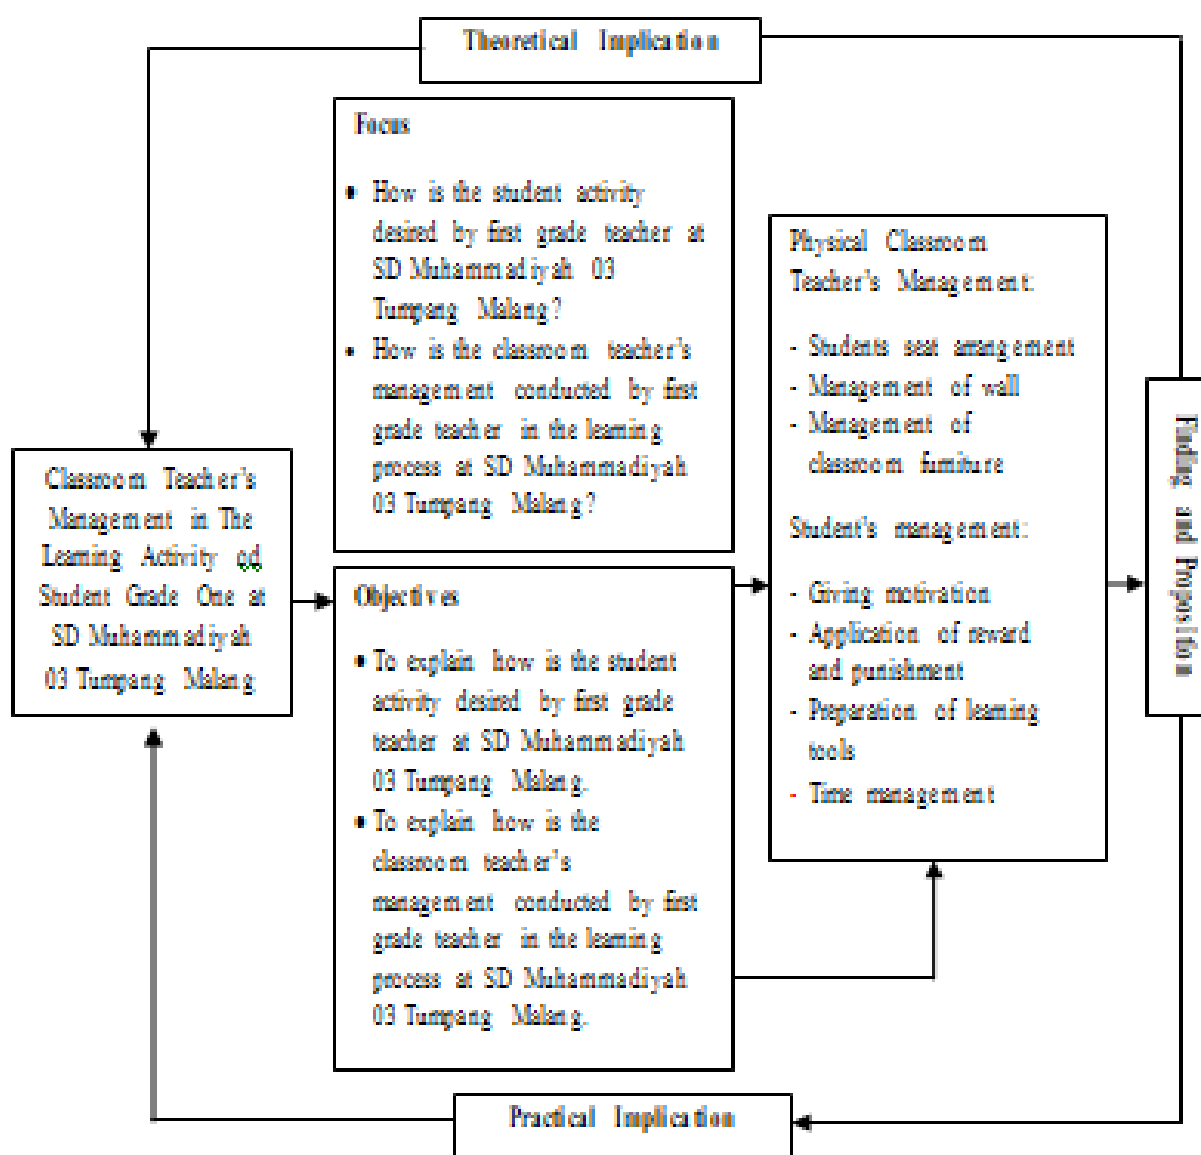 Theoretical Implication
Focus
• How is the student activity
desired by first grade teacher at
SD Muhammadiyah 03
Tumpang Malang?
• How is the classroom teacher's
management conducted by first
grade teacher in the learning
process at SD Muhammadiyah
03 Tumpang Malang?
Classroom Teacher's
Management in The
Learning Activity od
Student Grade One at
SD Muhammadiyah
03 Tumpang Malang
Objectives
• To explain how is the student
activity desired by first grade
teacher at SD Muhammadiyah
03 Tumpang Malang.
• To explain how is the
classroom teacher's
management conducted by first
grade teacher in the learning
process at SD Muhammadiyah
03 Tumpang Malang.
Physical Classroom
Teacher's Management:
- Students seat arrangement
- Management of wall
- Management of
classroom furniture
Student's management:
- Giving motivation
- Application of reward
and punishment
- Preparation of learning
tools
- Time management
Finding and Proposition
Practical Implication